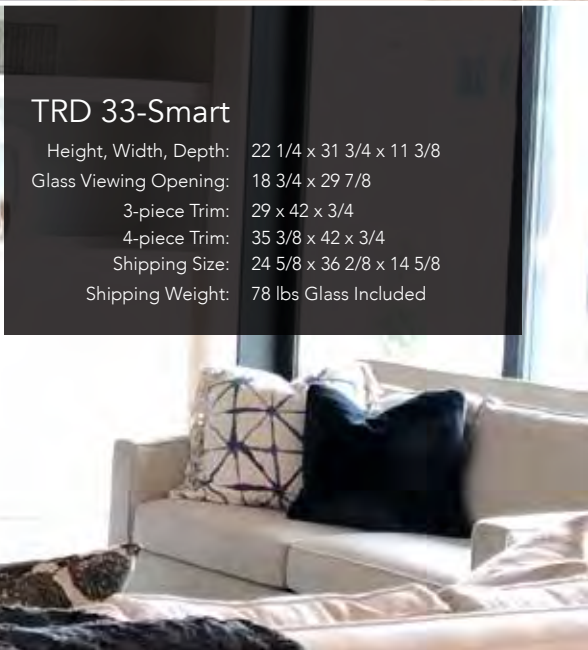 TRD 33-Smart
Height, Width, Depth: 22 1/4 x 31 3/4 x 11 3/8
Glass Viewing Opening: 18 3/4 x 29 7/8
3-piece Trim: 29 x 42 x 3/4
4-piece Trim: 35 3/8 x 42 x 3/4
Shipping Size: 24 5/8 x 36 2/8 x 14 5/8
Shipping Weight: 78 lbs Glass Included